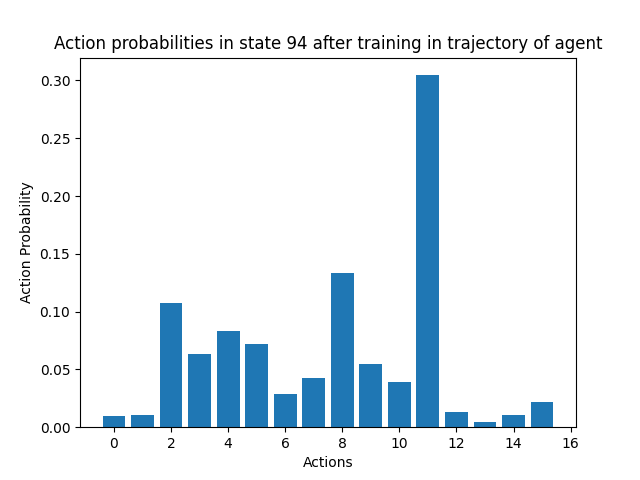 Action probabilities in state 94 after training in trajectory of agent
0.30
0.25
0.20
0.15
0.10
0.05
0.00
Action Probability
0 2 4 6 8 10 12 14 16
Actions